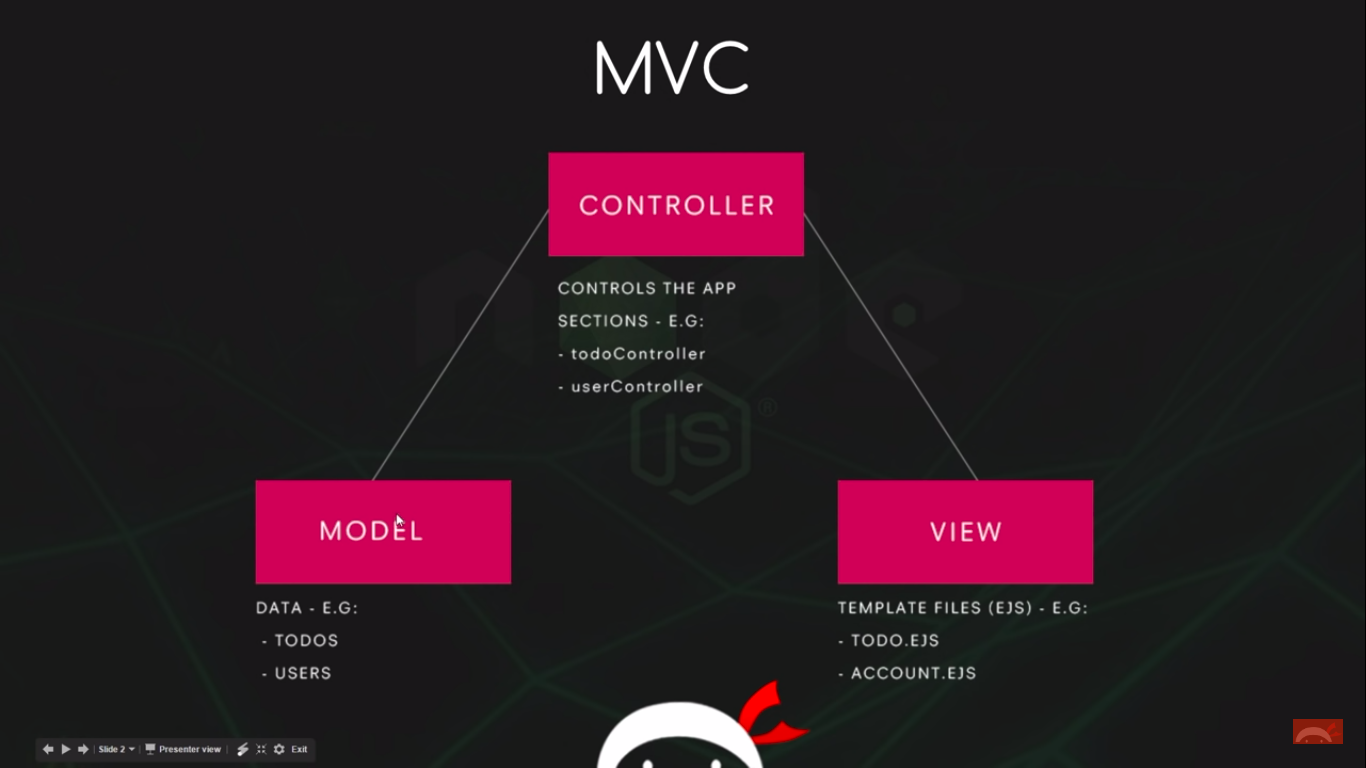 MVC
CONTROLLER
CONTROLS THE APP
SECTIONS - E.G:
- todoController
- userController
JS®
MODEL
DATA - E.G:
- TODOS
- USERS
VIEW
TEMPLATE FILES (EJS) - E.G:
- TODO.EJS
- ACCOUNT.EJS
Slide 2
Presenter view
Exit